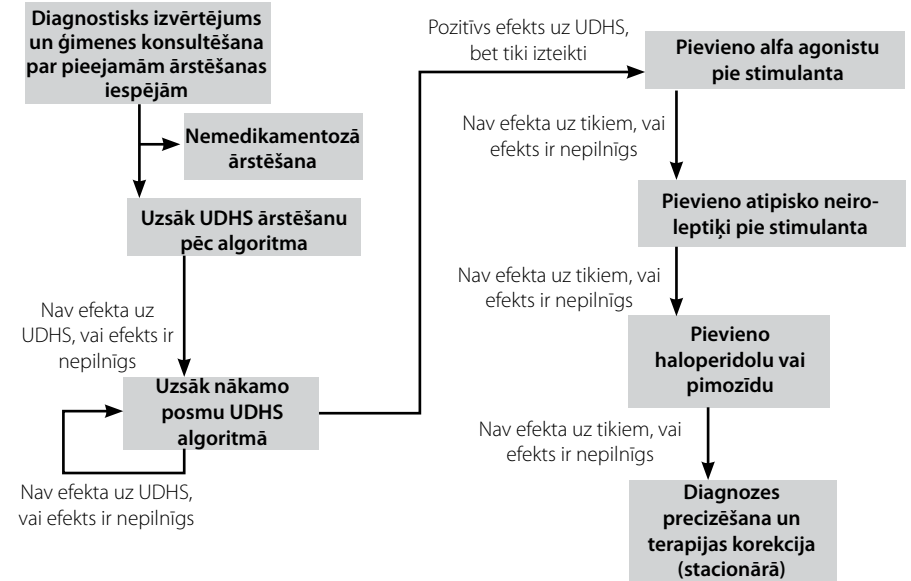 Diagnostisks izvērtējums
un ģimenes konsultēšana
par pieejamām ārstēšanas
iespējām
Nemedikamentozā
ārstēšana
Uzsāk UDHS ārstēšanu
pēc algoritma
Nav efekta uz
UDHS, vai efekts ir
nepilnīgs
Uzsāk nākamo
posmu UDHS
algoritmā
Nav efekta uz UDHS,
vai efekts ir nepilnīgs
Pozitīvs efekts uz UDHS,
bet tiki izteikti
Pievieno alfa agonistu
pie stimulanta
Nav efekta uz tikiem, vai
efekts ir nepilnīgs
Pievieno atipisko neiro-
leptiķi pie stimulanta
Nav efekta uz tikiem, vai
efekts ir nepilnīgs
Pievieno
haloperidolu vai
pimozīdu
Nav efekta uz tikiem, vai
efekts ir nepilnīgs
Diagnozes
precizēšana un
terapijas korekcija
(stacionārā)